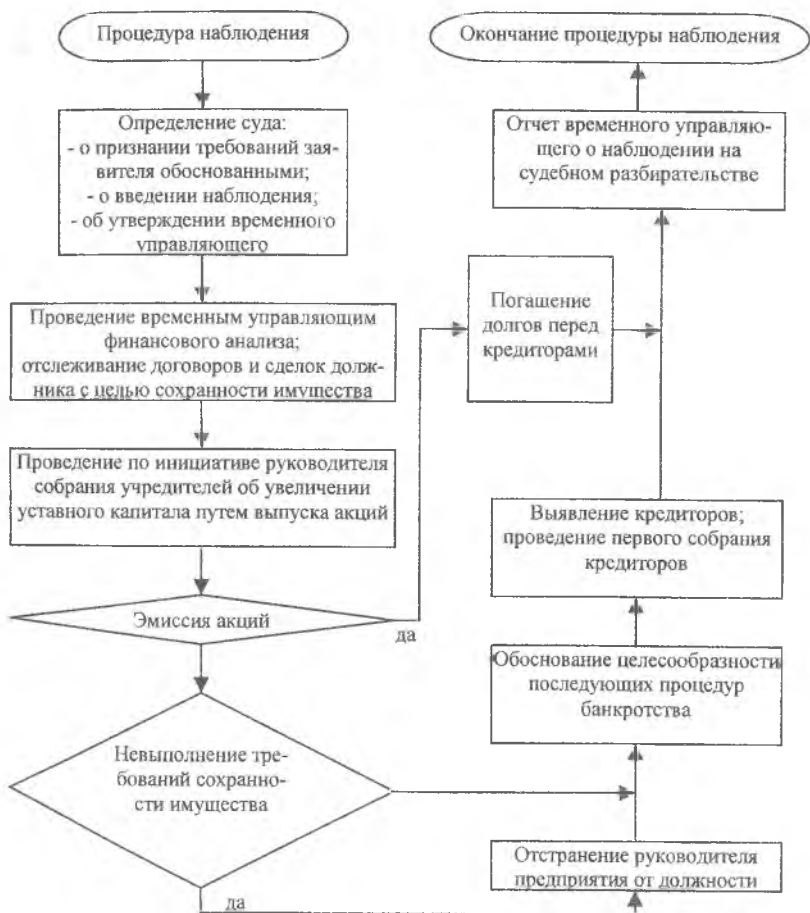 Процедура наблюдения
Определение суда:
- о признании требований зая-
вителя обоснованными;
- о введении наблюдения;
- об утверждении временного
управляющего
Проведение временным управляющим
финансового анализа;
отслеживание договоров и сделок долж-
ника с целью сохранности имущества
Проведение по инициативе руководителя
собрания учредителей об увеличении
уставного капитала путем выпуска акций
Эмиссия акций
да
Невыполнение тре-
бований сохранно-
сти имущества
да
Погашение
долгов перед
кредиторами
Отстранение руководителя
предприятия от должности
Обоснование целесообразности
последующих процедур
банкротства
Выявление кредиторов;
проведение первого собрания
кредиторов
Отчет временного управляю-
щего о наблюдении на
судебном разбирательстве
Окончание процедуры наблюдения